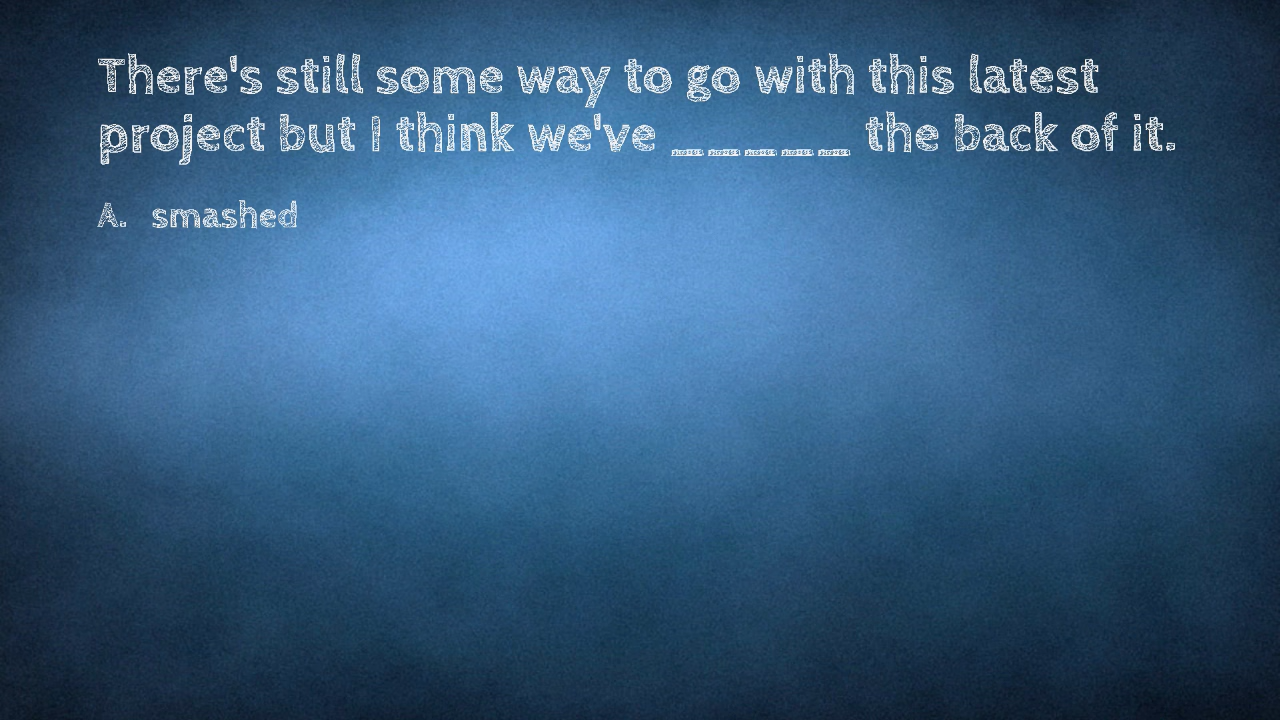 There's still some way to go with this latest
project but I think we've _ _ _ _ _ the back of it.
A. smashed